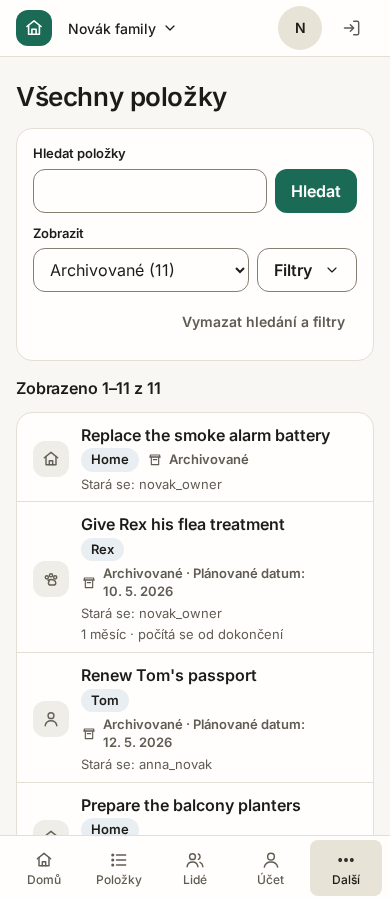 Novák family
N
Všechny položky
Hledat položky
Hledat
Zobrazit
Archivované (11)
Filtry
Vymazat hledání a filtry
Zobrazeno 1–11 z 11
Replace the smoke alarm battery
Home
Archivované
Stará se: novak_owner
Give Rex his flea treatment
Rex
Archivované · Plánované datum:
10. 5. 2026
Stará se: novak_owner
1 měsíc · počítá se od dokončení
Renew Tom's passport
Tom
Archivované · Plánované datum:
12. 5. 2026
Stará se: anna_novak
Prepare the balcony planters
Home
Domů
Položky
Lidé
Účet
Další